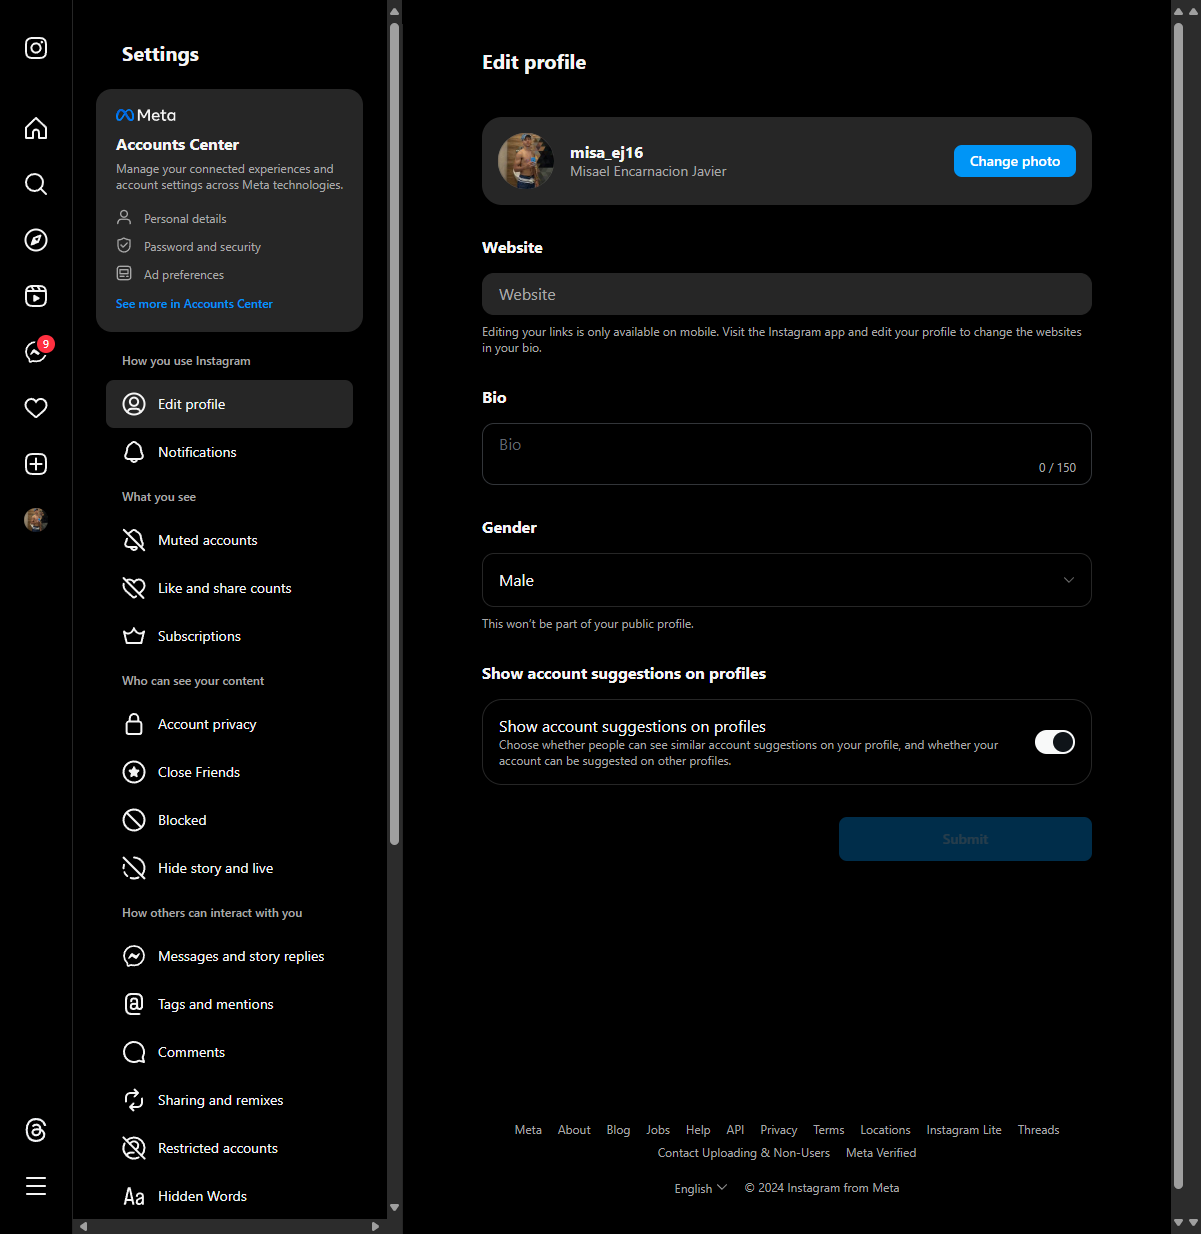 Settings
Meta
Accounts Center
Manage your connected experiences and
account settings across Meta technologies.
Personal details
Password and security
Ad preferences
See more in Accounts Center
How you use Instagram
Edit profile
9
Notifications
What you see
Muted accounts
Like and share counts
Subscriptions
Who can see your content
Account privacy
Close Friends
Blocked
Hide story and live
How others can interact with you
Messages and story replies
Tags and mentions
Comments
Sharing and remixes
Restricted accounts
Aa Hidden Words
Edit profile
misa_ej16
Misael Encarnacion Javier
Change photo
Website
Website
Editing your links is only available on mobile. Visit the Instagram app and edit your profile to change the websites
in your bio.
Bio
Bio
0 / 150
Gender
Male
This won't be part of your public profile.
Show account suggestions on profiles
Show account suggestions on profiles
Choose whether people can see similar account suggestions on your profile, and whether your
account can be suggested on other profiles.
Submit
Meta About Blog Jobs Help API Privacy Terms Locations Instagram Lite Threads
Contact Uploading & Non-Users Meta Verified
English © 2024 Instagram from Meta